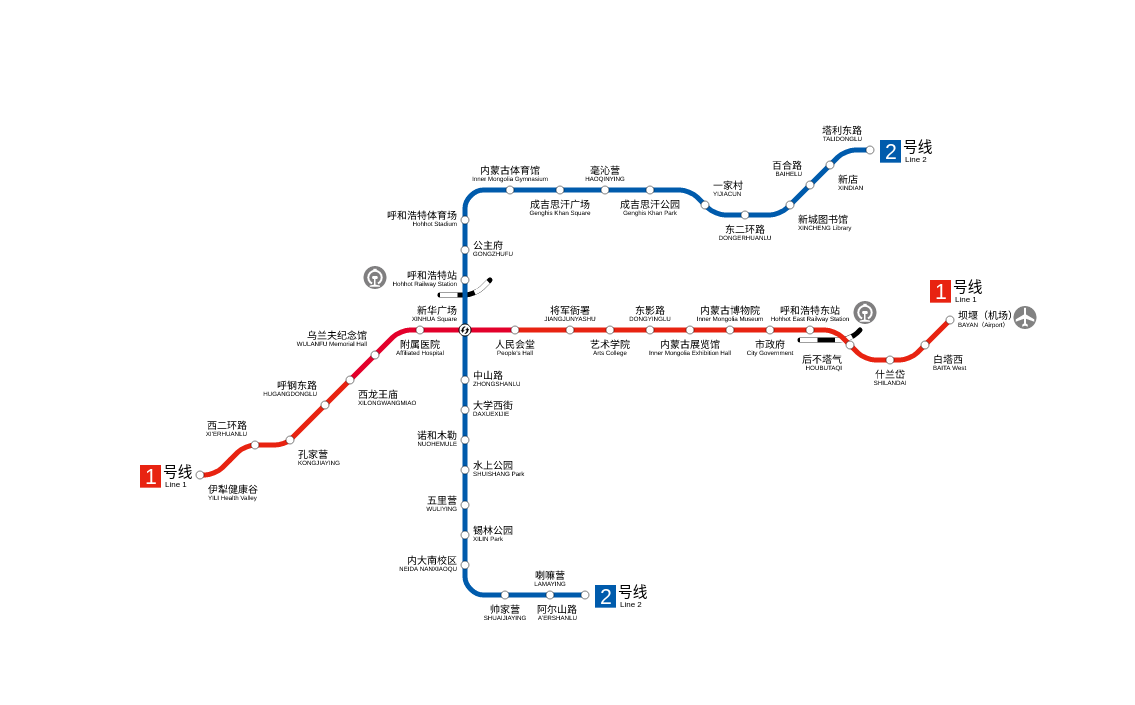 塔利东路
TALIDONGLU
2
号线
Line 2
百合路
BAIHELU
新店
XINDIAN
内蒙古体育馆
Inner Mongolia Gymnasium
毫沁营
HAOQINYING
一家村
YIJIACUN
成吉思汗广场
Genghis Khan Square
成吉思汗公园
Genghis Khan Park
呼和浩特体育场
Hohhot Stadium
新城图书馆
XINCHENG Library
东二环路
DONGERHUANLU
公主府
GONGZHUFU
呼和浩特站
Hohhot Railway Station
1
号线
Line 1
新华广场
XINHUA Square
将军衙署
JIANGJUNYASHU
东影路
DONGYINGLU
内蒙古博物院
Inner Mongolia Museum
呼和浩特东站
Hohhot East Railway Station
坝堰（机场）
BAYAN（Airport）
乌兰夫纪念馆
WULANFU Memorial Hall
附属医院
Affiliated Hospital
人民会堂
People's Hall
艺术学院
Arts College
内蒙古展览馆
Inner Mongolia Exhibition Hall
市政府
City Government
后不塔气
HOUBUTAQI
什兰岱
SHILANDAI
白塔西
BAIITA West
呼钢东路
HUGANGDONGLU
西龙王庙
XILONGWANGMIAO
中山路
ZHONGSHANLU
大学西街
DAXUEXIJIE
西二环路
XI'ERHUANLU
孔家营
KONGJIAYING
诺和木勒
NUOHEMULE
水上公园
SHUISHANG Park
1
号线
Line 1
伊犁健康谷
YILI Health Valley
五里营
WULIYING
锡林公园
XILIN Park
内大南校区
NEIDA NANXIAOQU
喇嘛营
LAMAYING
2
号线
Line 2
帅家营
SHUAIJIAYING
阿尔山路
A'ERSHANLU